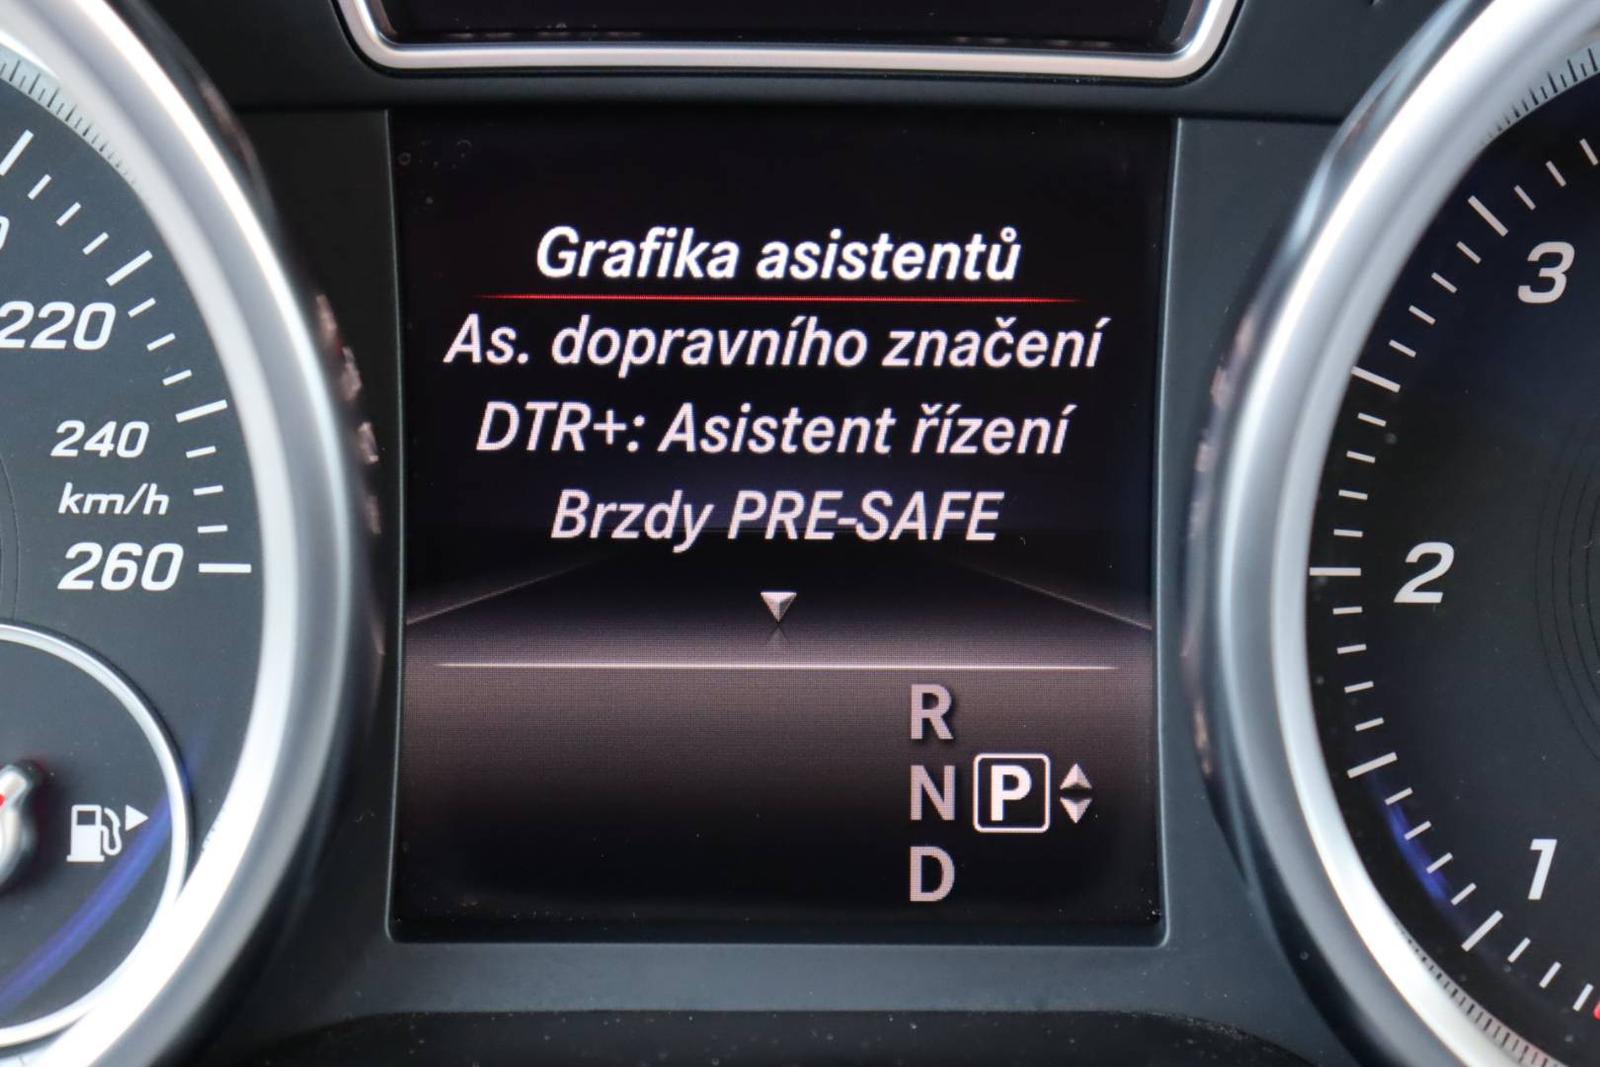 Grafika asistentů
As. dopravního značení
DTR+: Asistent řízení
Brzdy PRE-SAFE
R
N P
D
220
240
km/h
260
3
2
1